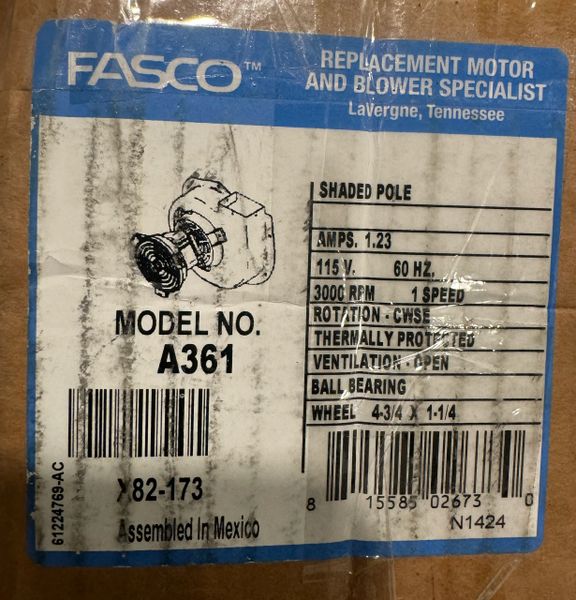 FASCO™
REPLACEMENT MOTOR
AND BLOWER SPECIALIST
LaVergne, Tennessee
SHADED POLE
AMPS. 1.23
115 V. 60 HZ.
3000 RPM 1 SPEED
ROTATION - CWSE
THERMALLY PROTECTED
VENTILATION - OPEN
BALL BEARING
WHEEL 4-3/4 X 1-1/4
MODEL NO.
A361
X82-173
Assembled In Mexico
61224769-AC
8 15585 02673 0
N1424